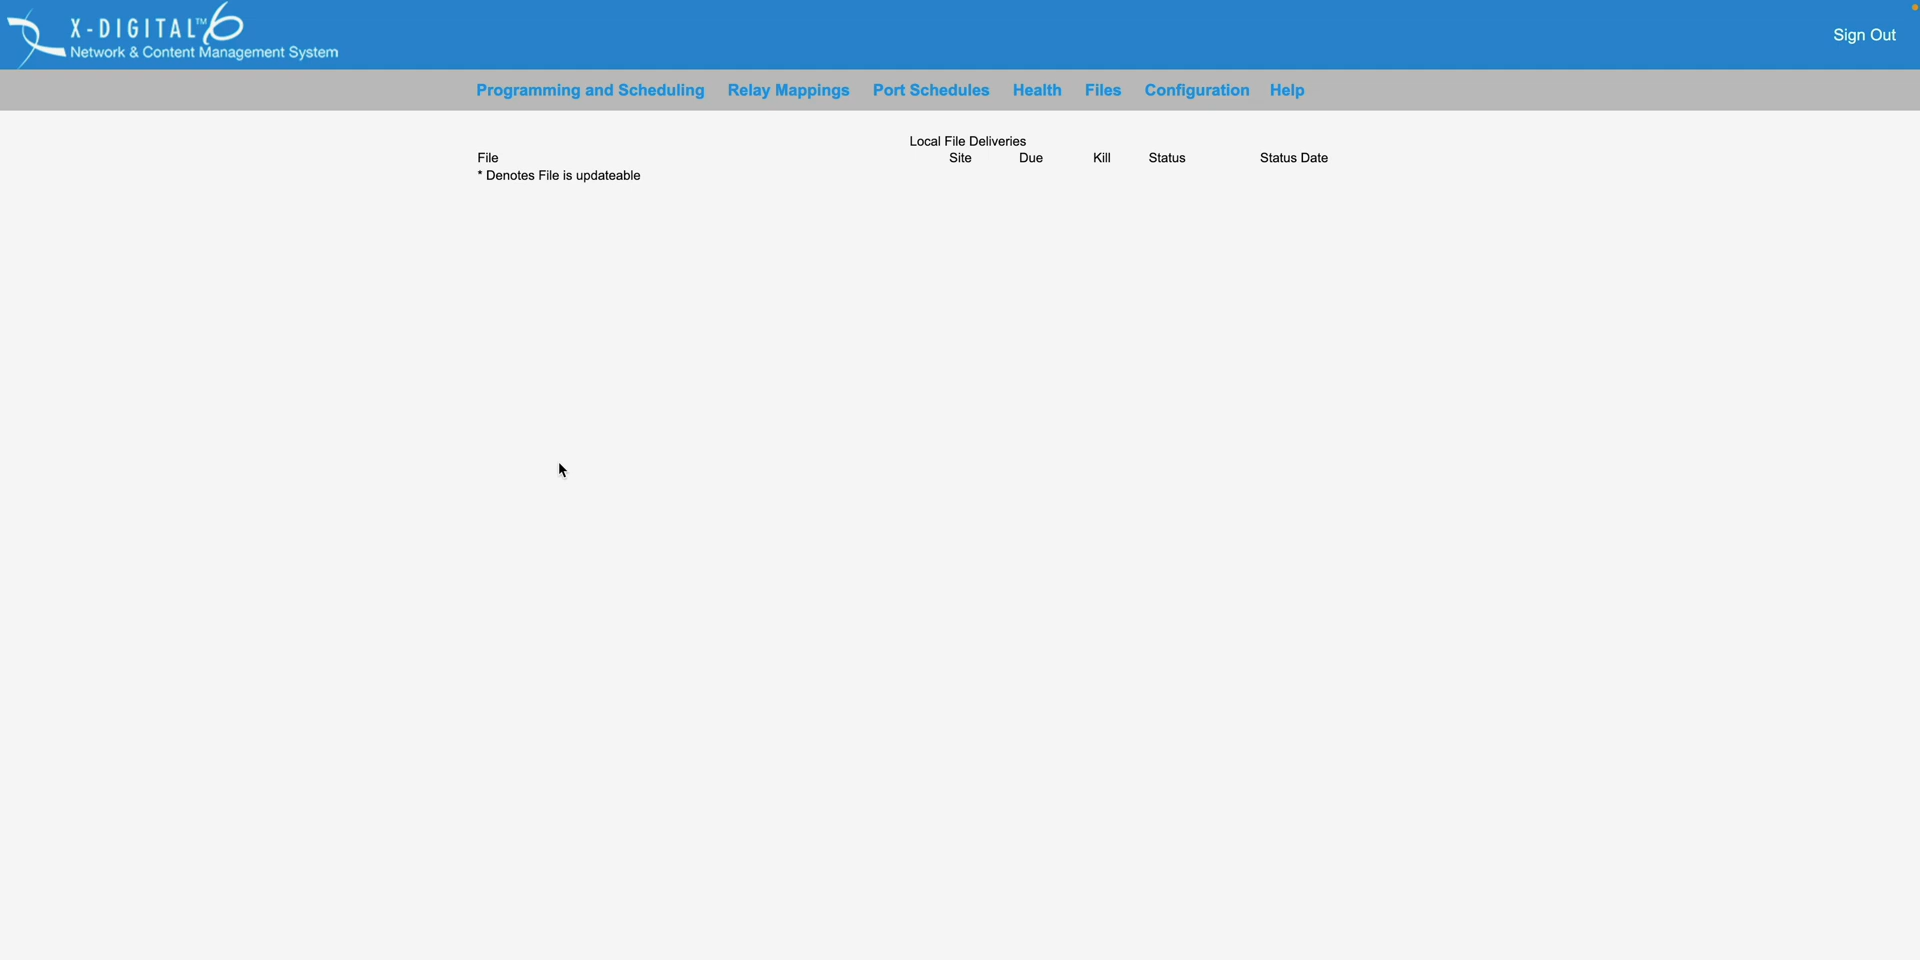 X-DIGITAL™ 6
Network & Content Management System
Sign Out
Programming and Scheduling Relay Mappings Port Schedules Health Files Configuration Help
Local File Deliveries
File Site Due Kill Status Status Date
* Denotes File is updateable